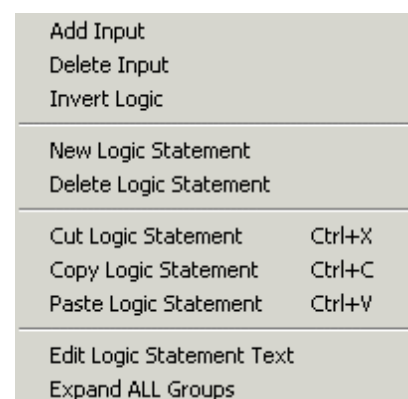 Add Input
Delete Input
Invert Logic
New Logic Statement
Delete Logic Statement
Cut Logic Statement Ctrl+X
Copy Logic Statement Ctrl+C
Paste Logic Statement Ctrl+V
Edit Logic Statement Text
Expand ALL Groups